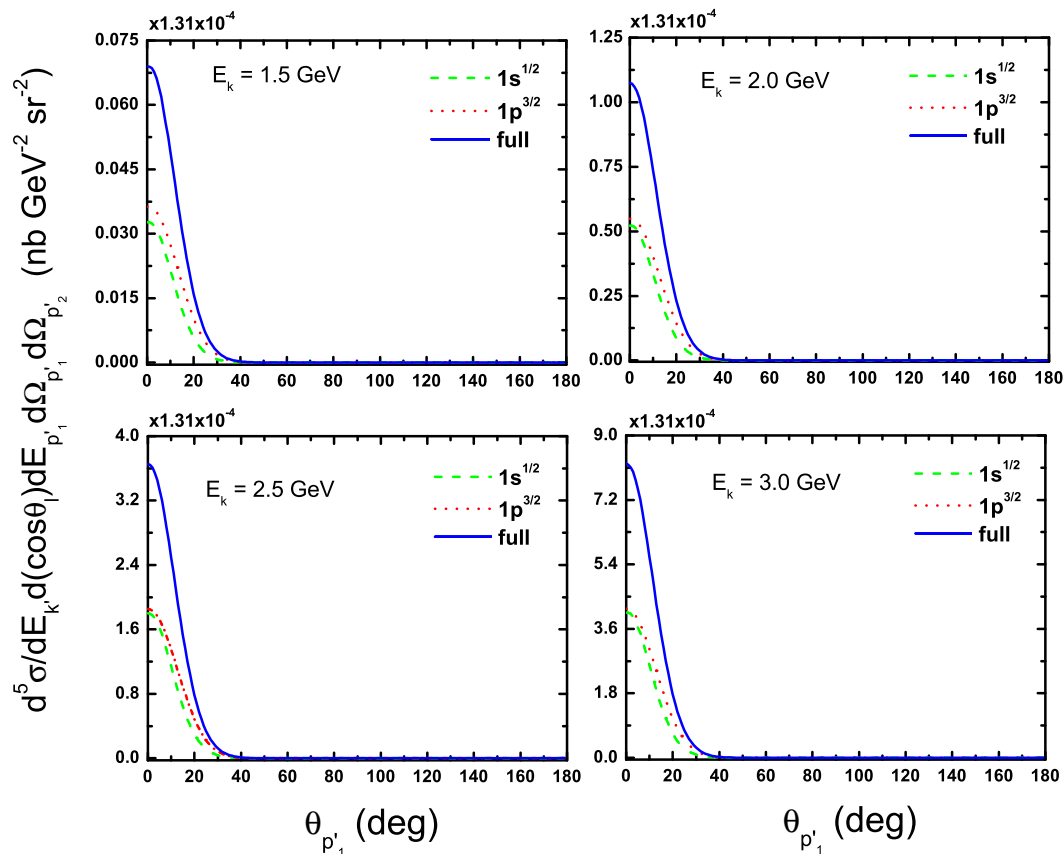 d⁵σ/dE_k' d(cosθ_l)dE_p'₁ dΩ_p'₁ dΩ_p'₂ (nb GeV⁻² sr⁻²)
x1.31x10⁻⁴
0.075
0.060
0.045
0.030
0.015
0.000
E_k = 1.5 GeV
1s^1/2
1p^3/2
full
0 20 40 60 80 100 120 140 160 180
x1.31x10⁻⁴
1.25
1.00
0.75
0.50
0.25
0.00
E_k = 2.0 GeV
1s^1/2
1p^3/2
full
0 20 40 60 80 100 120 140 160 180
x1.31x10⁻⁴
4.0
3.2
2.4
1.6
0.8
0.0
E_k = 2.5 GeV
1s^1/2
1p^3/2
full
0 20 40 60 80 100 120 140 160 180
θ_p'₁ (deg)
x1.31x10⁻⁴
9.0
7.2
5.4
3.6
1.8
0.0
E_k = 3.0 GeV
1s^1/2
1p^3/2
full
0 20 40 60 80 100 120 140 160 180
θ_p'₁ (deg)